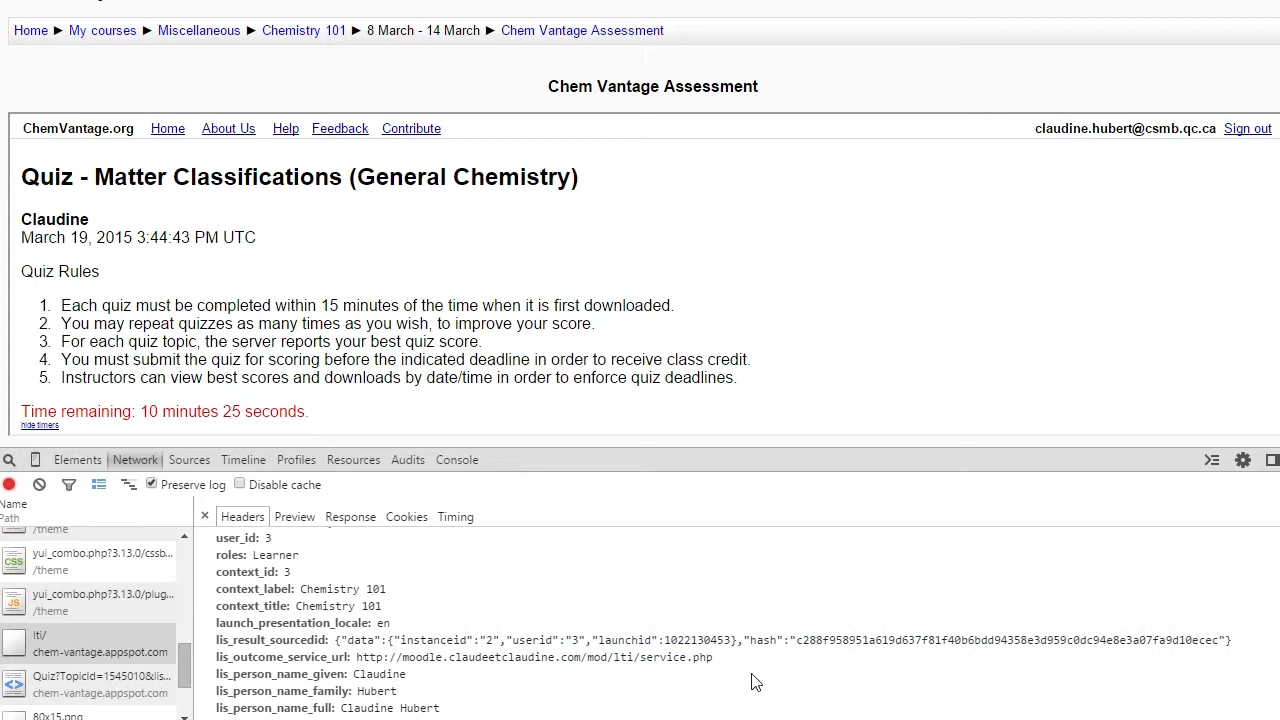 Home ► My courses ► Miscellaneous ► Chemistry 101 ► 8 March - 14 March ► Chem Vantage Assessment
Chem Vantage Assessment
ChemVantage.org Home About Us Help Feedback Contribute claudine.hubert@csmb.qc.ca Sign out
Quiz - Matter Classifications (General Chemistry)
Claudine
March 19, 2015 3:44:43 PM UTC
Quiz Rules
1. Each quiz must be completed within 15 minutes of the time when it is first downloaded.
2. You may repeat quizzes as many times as you wish, to improve your score.
3. For each quiz topic, the server reports your best quiz score.
4. You must submit the quiz for scoring before the indicated deadline in order to receive class credit.
5. Instructors can view best scores and downloads by date/time in order to enforce quiz deadlines.
Time remaining: 10 minutes 25 seconds.
hide timers
Elements Network Sources Timeline Profiles Resources Audits Console
Preserve log Disable cache
Name
Path
/theme
yui_combo.php?3.13.0/cssb...
CSS
/theme
yui_combo.php?3.13.0/plug...
JS
/theme
lti/
chem-vantage.appspot.com
Quiz?TopicId=1545010&lis...
chem-vantage.appspot.com
80x15.png
× Headers Preview Response Cookies Timing
user_id: 3
roles: Learner
context_id: 3
context_label: Chemistry 101
context_title: Chemistry 101
launch_presentation_locale: en
lis_result_sourcedid: {"data":{"instanceid":"2","userid":"3","launchid":1022130453},"hash":"c288f958951a619d637f81f40b6bdd94358e3d959c0dc94e8e3a07fa9d10ecec"}
lis_outcome_service_url: http://moodle.claudeetclaudine.com/mod/lti/service.php
lis_person_name_given: Claudine
lis_person_name_family: Hubert
lis_person_name_full: Claudine Hubert